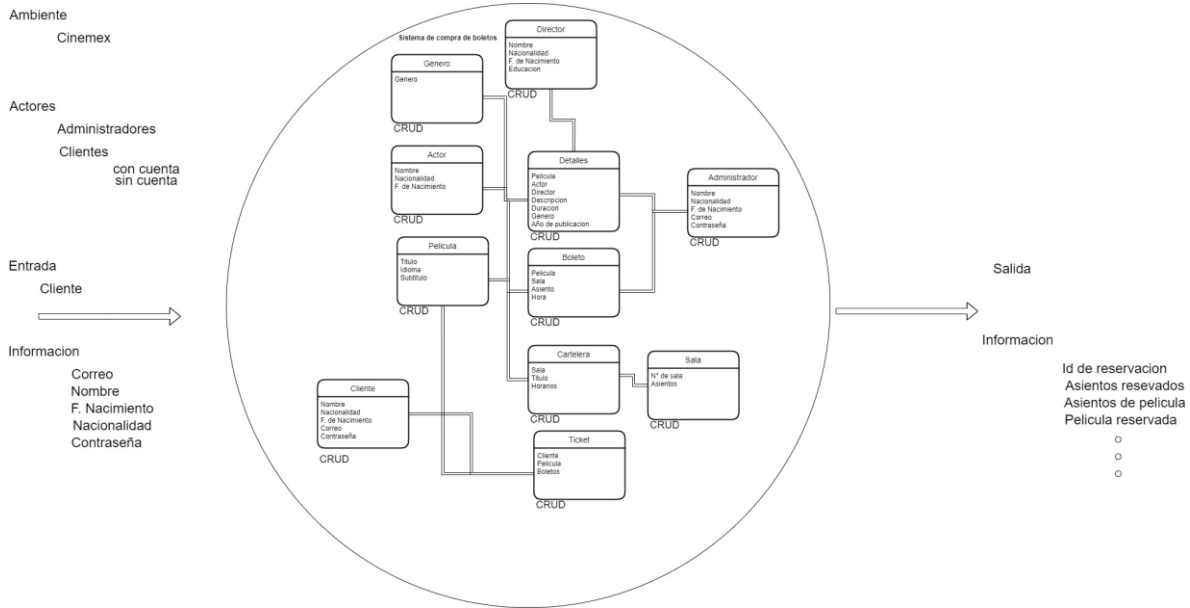 Ambiente
Cinemex
Actores
Administradores
Clientes
con cuenta
sin cuenta
Entrada
Cliente
Informacion
Correo
Nombre
F. Nacimiento
Nacionalidad
Contraseña
Sistema de compra de boletos
Director
Nombre
Nacionalidad
F. de Nacimiento
Educacion
CRUD
Genero
Genero
CRUD
Actor
Nombre
Nacionalidad
F. de Nacimiento
CRUD
Detalles
Pelicula
Actor
Director
Descripcion
Duracion
Genero
Año de publicacion
CRUD
Administrador
Nombre
Nacionalidad
F. de Nacimiento
Correo
Contraseña
CRUD
Pelicula
Titulo
Idioma
Subtitulo
CRUD
Boleto
Pelicula
Sala
Asiento
Hora
CRUD
Cartelera
Sala
Titulo
Horarios
CRUD
Sala
N° de sala
Asientos
CRUD
Cliente
Nombre
Nacionalidad
F. de Nacimiento
Correo
Contraseña
CRUD
Ticket
Cliente
Pelicula
Boletos
CRUD
Salida
Informacion
Id de reservacion
Asientos resevados
Asientos de pelicula
Pelicula reservada